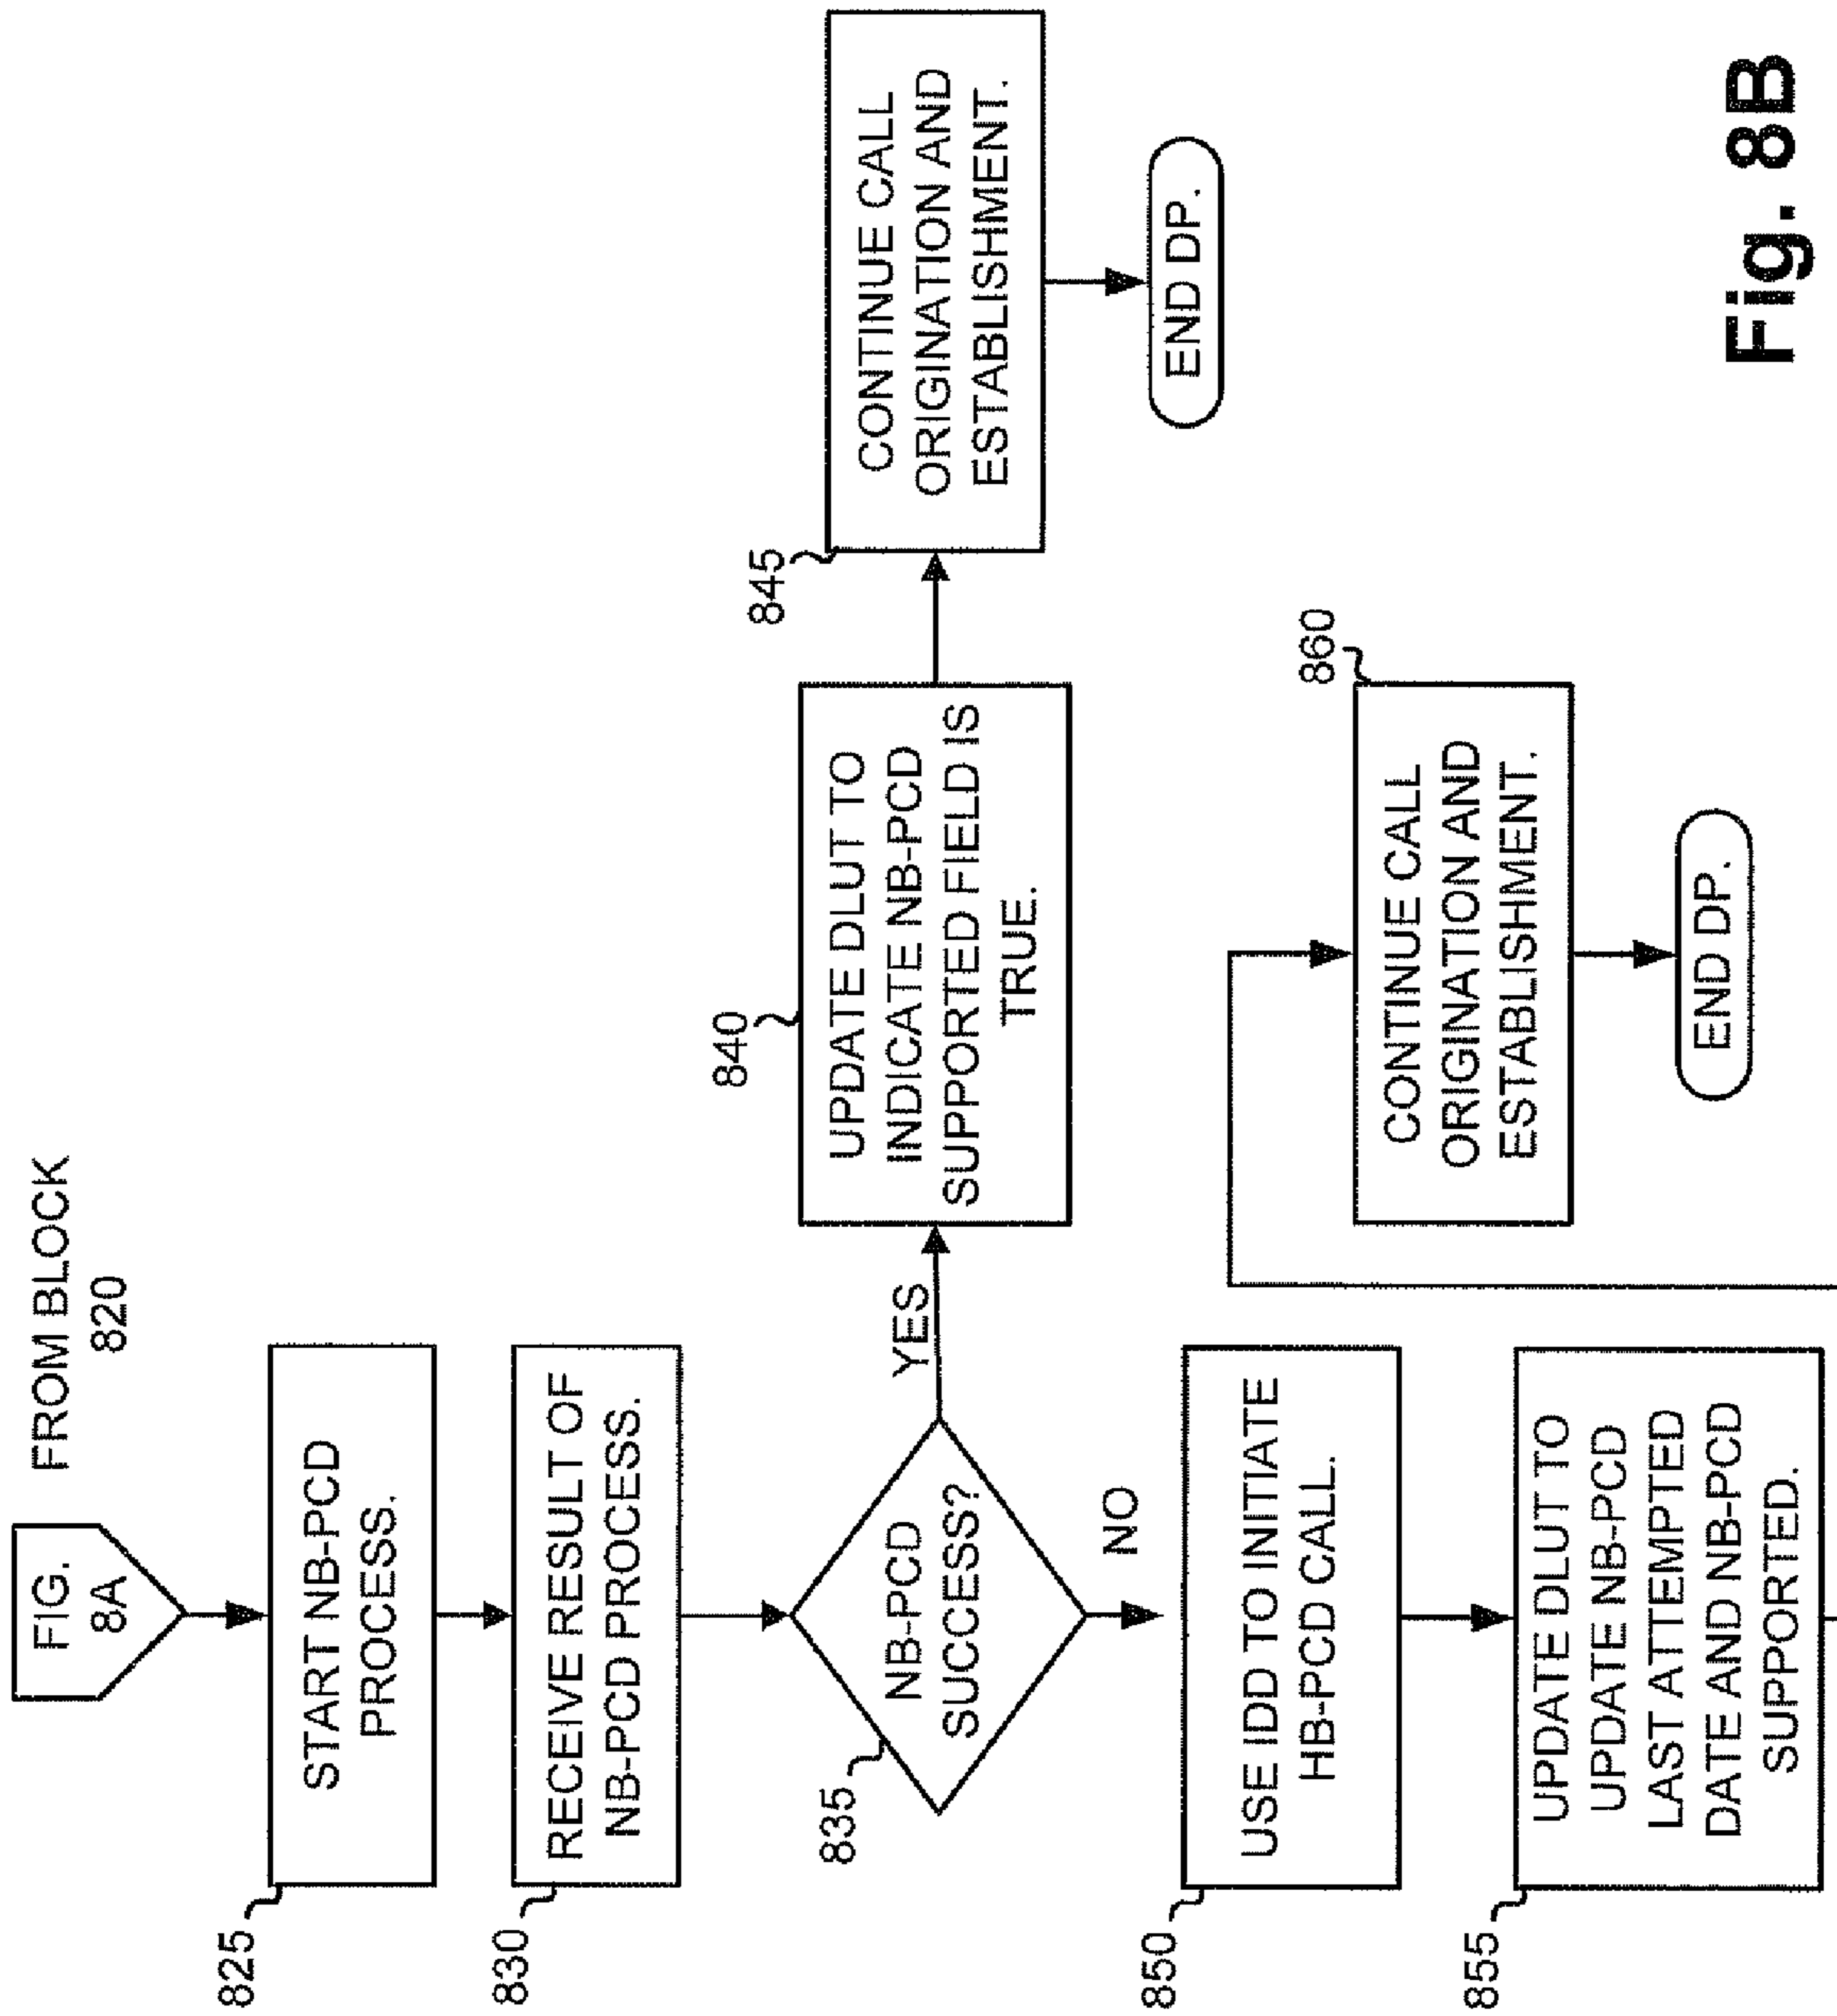 FIG.
8A
FROM BLOCK
820
825
START NB-PCD
PROCESS.
830
RECEIVE RESULT OF
NB-PCD PROCESS.
835
NB-PCD
SUCCESS?
YES
840
UPDATE DLUT TO
INDICATE NB-PCD
SUPPORTED FIELD IS
TRUE.
845
CONTINUE CALL
ORIGINATION AND
ESTABLISHMENT.
END DP.
NO
850
USE IDD TO INITIATE
HB-PCD CALL.
855
UPDATE DLUT TO
UPDATE NB-PCD
LAST ATTEMPTED
DATE AND NB-PCD
SUPPORTED.
860
CONTINUE CALL
ORIGINATION AND
ESTABLISHMENT.
END DP.
Fig. 8B